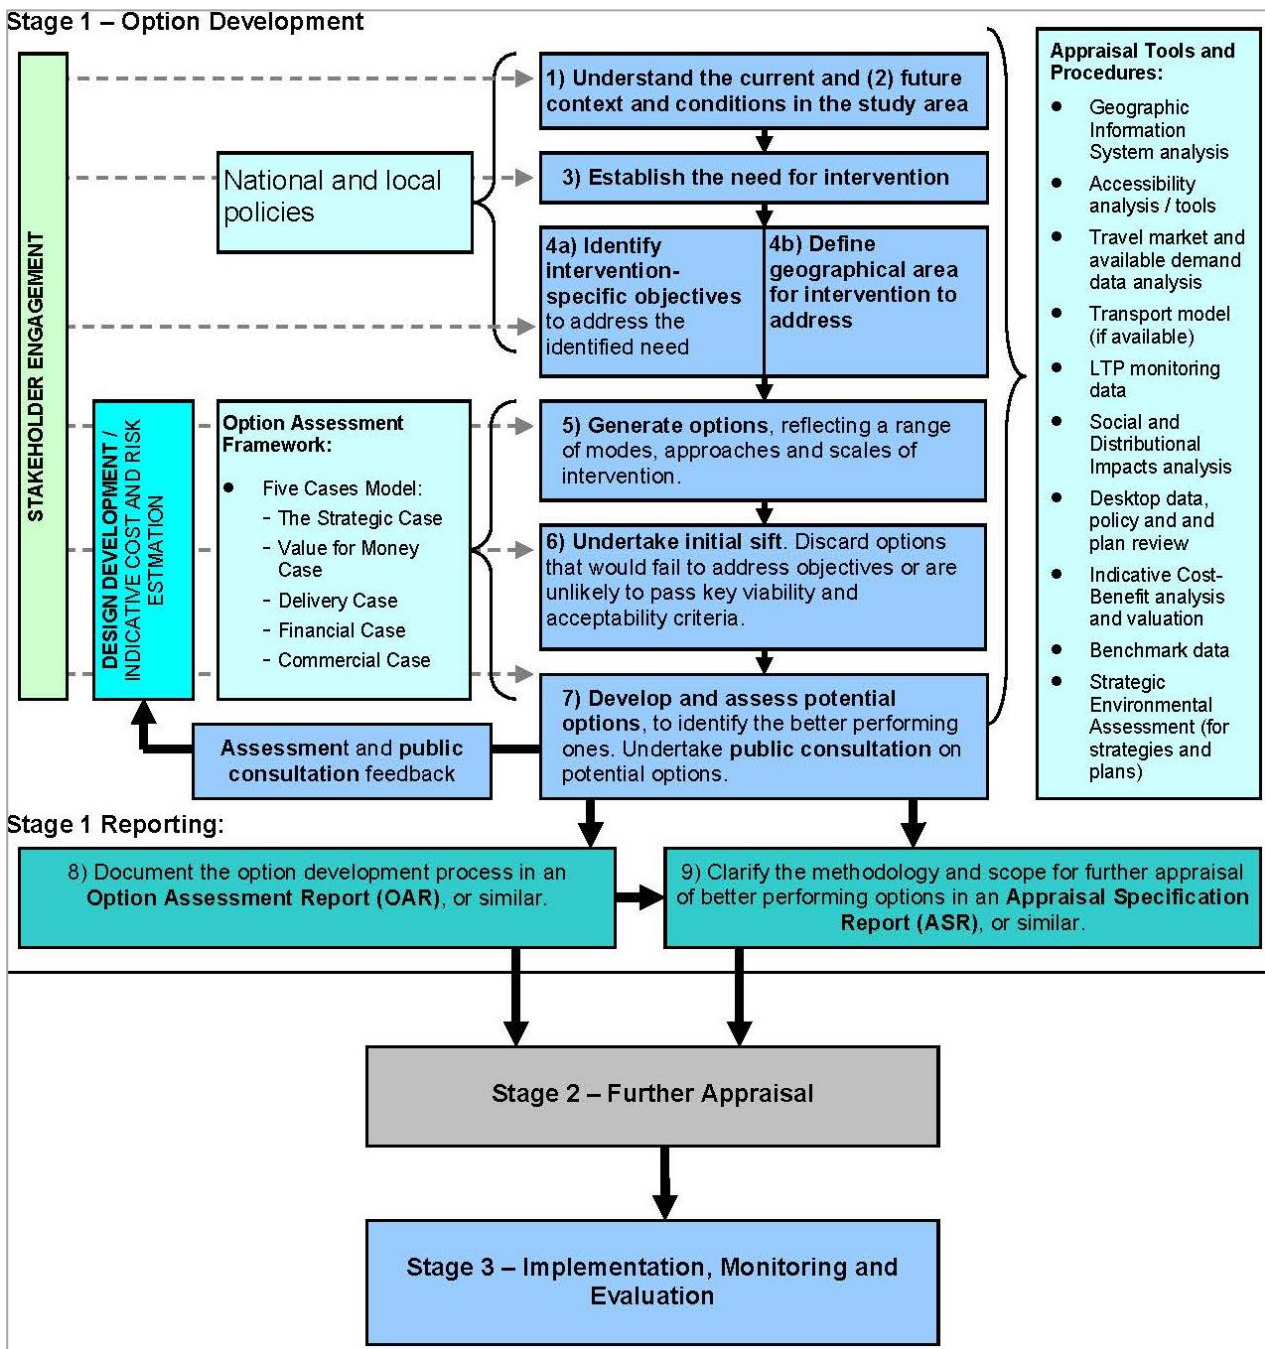 Stage 1 – Option Development
STAKEHOLDER ENGAGEMENT
National and local
policies
1) Understand the current and (2) future
context and conditions in the study area
3) Establish the need for intervention
4a) Identify
intervention-
specific objectives
to address the
identified need
4b) Define
geographical area
for intervention to
address
DESIGN DEVELOPMENT /
INDICATIVE COST AND RISK
ESTMATION
Option Assessment
Framework:
● Five Cases Model:
- The Strategic Case
- Value for Money
Case
- Delivery Case
- Financial Case
- Commercial Case
5) Generate options, reflecting a range
of modes, approaches and scales of
intervention.
6) Undertake initial sift. Discard options
that would fail to address objectives or are
unlikely to pass key viability and
acceptability criteria.
7) Develop and assess potential
options, to identify the better performing
ones. Undertake public consultation on
potential options.
Assessment and public
consultation feedback
Appraisal Tools and
Procedures:
● Geographic
Information
System analysis
● Accessibility
analysis / tools
● Travel market and
available demand
data analysis
● Transport model
(if available)
● LTP monitoring
data
● Social and
Distributional
Impacts analysis
● Desktop data,
policy and and
plan review
● Indicative Cost-
Benefit analysis
and valuation
● Benchmark data
● Strategic
Environmental
Assessment (for
strategies and
plans)
Stage 1 Reporting:
8) Document the option development process in an
Option Assessment Report (OAR), or similar.
9) Clarify the methodology and scope for further appraisal
of better performing options in an Appraisal Specification
Report (ASR), or similar.
Stage 2 – Further Appraisal
Stage 3 – Implementation, Monitoring and
Evaluation